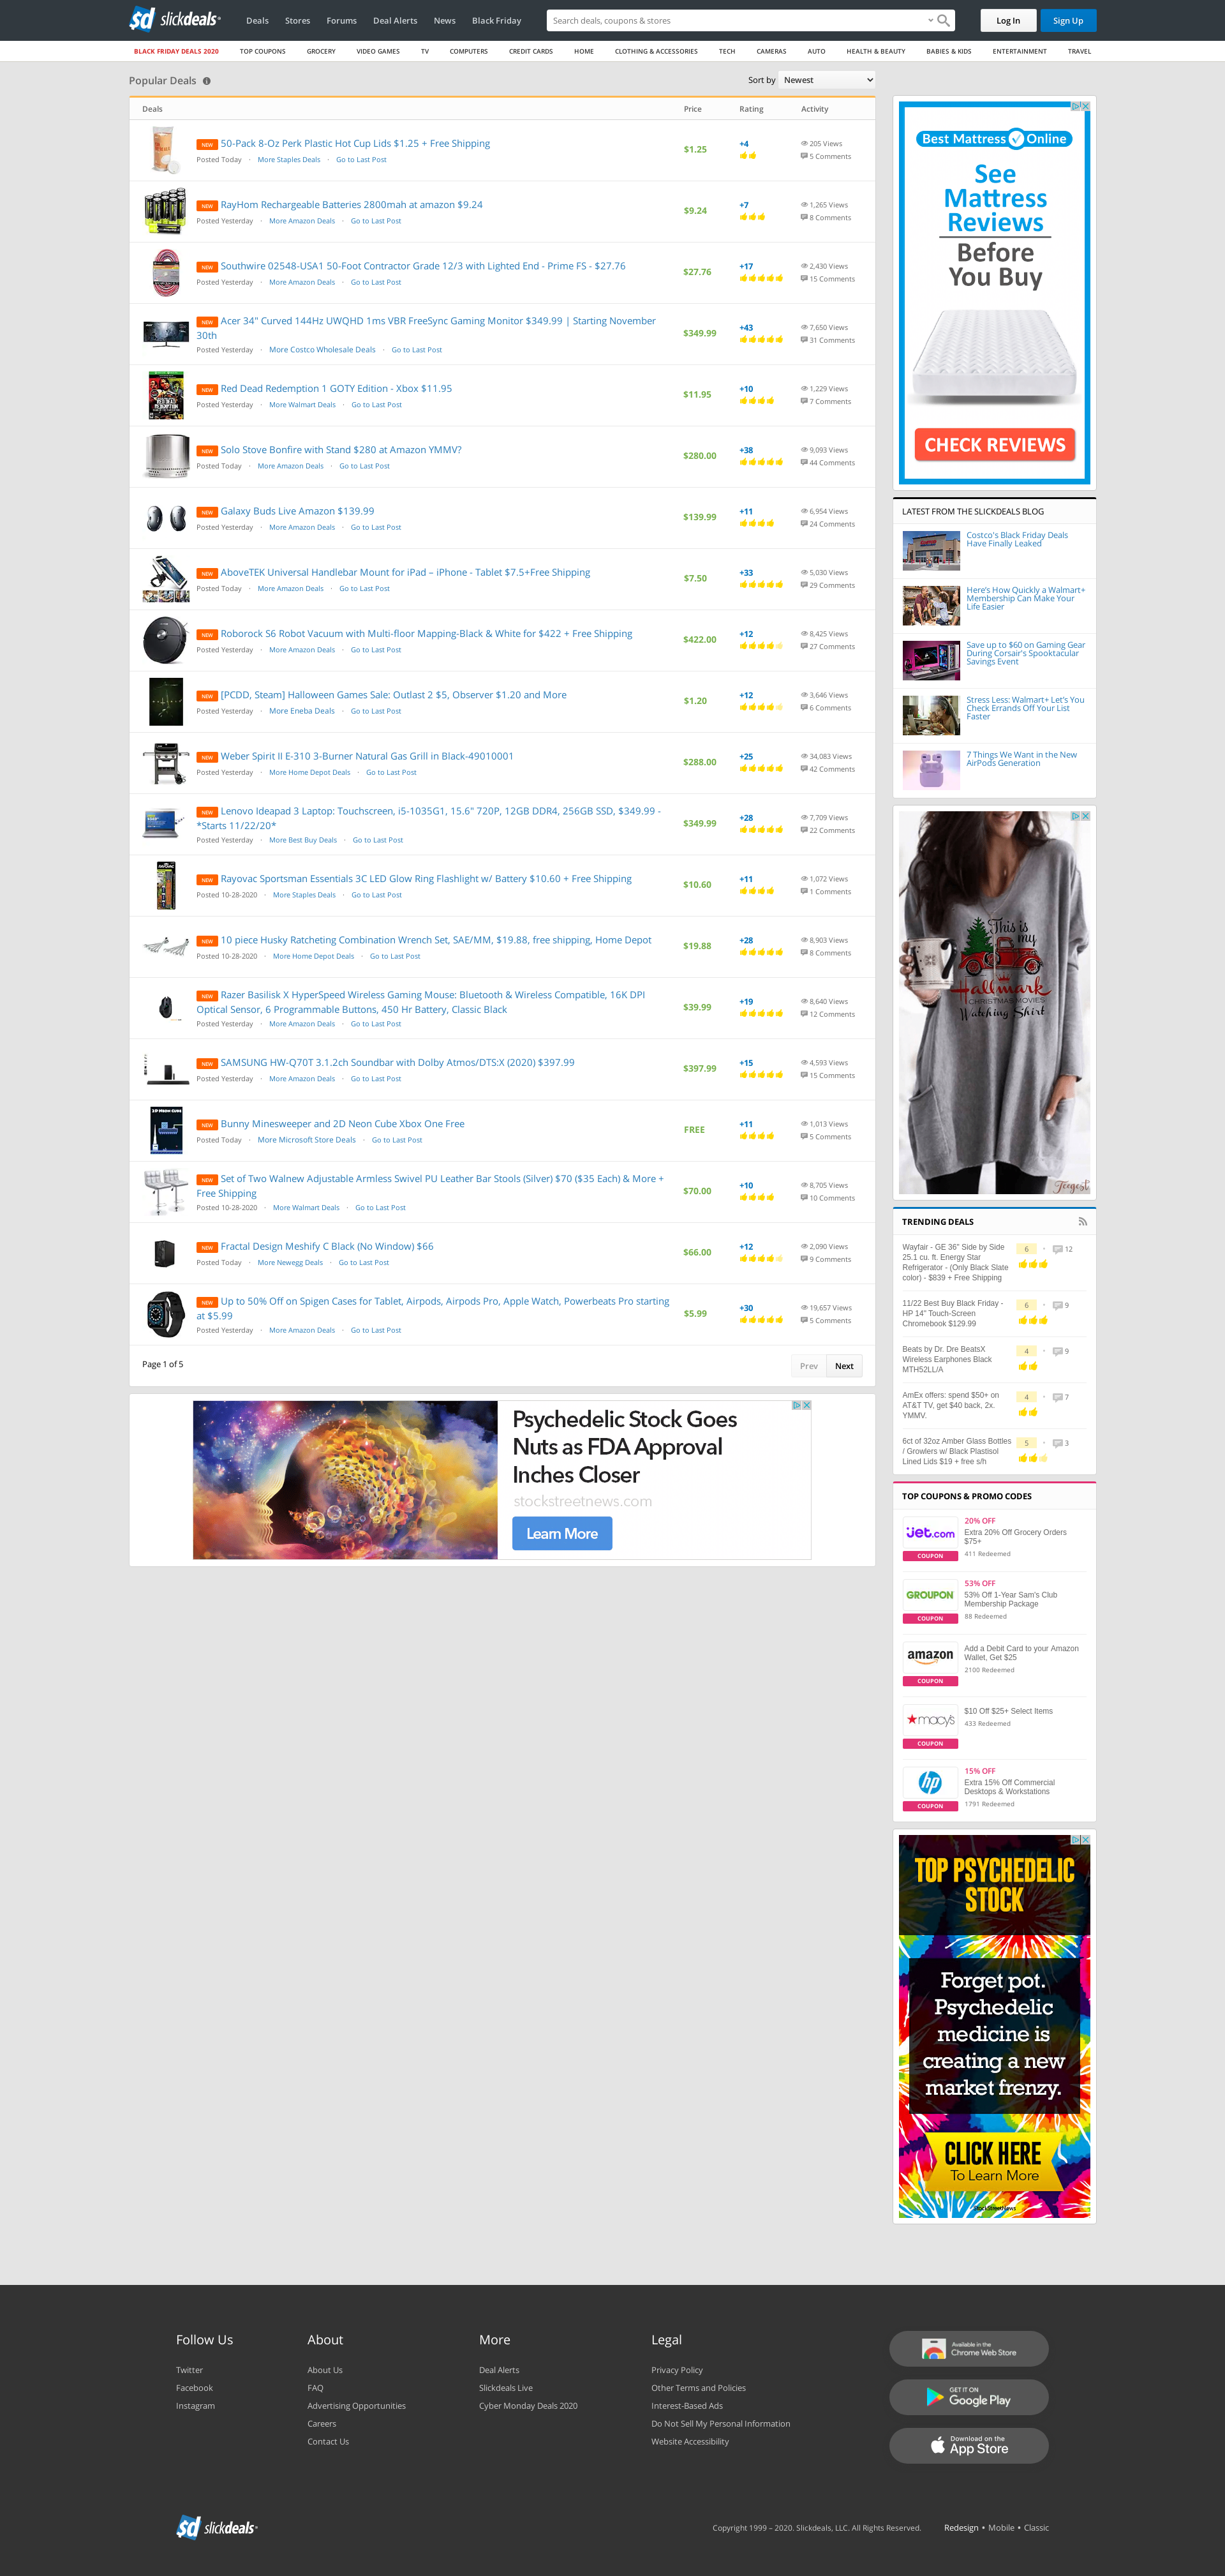 sd slickdeals
Deals Stores Forums Deal Alerts News Black Friday
Search deals, coupons & stores
Log In Sign Up
BLACK FRIDAY DEALS 2020 TOP COUPONS GROCERY VIDEO GAMES TV COMPUTERS CREDIT CARDS HOME CLOTHING & ACCESSORIES TECH CAMERAS AUTO HEALTH & BEAUTY BABIES & KIDS ENTERTAINMENT TRAVEL
Popular Deals
Sort by Newest
Deals Price Rating Activity
NEW 50-Pack 8-Oz Perk Plastic Hot Cup Lids $1.25 + Free Shipping
Posted Today · More Staples Deals · Go to Last Post
$1.25
+4
205 Views
5 Comments
NEW RayHom Rechargeable Batteries 2800mah at amazon $9.24
Posted Yesterday · More Amazon Deals · Go to Last Post
$9.24
+7
1,265 Views
8 Comments
NEW Southwire 02548-USA1 50-Foot Contractor Grade 12/3 with Lighted End - Prime FS - $27.76
Posted Yesterday · More Amazon Deals · Go to Last Post
$27.76
+17
2,430 Views
15 Comments
NEW Acer 34" Curved 144Hz UWQHD 1ms VBR FreeSync Gaming Monitor $349.99 | Starting November
30th
Posted Yesterday · More Costco Wholesale Deals · Go to Last Post
$349.99
+43
7,650 Views
31 Comments
NEW Red Dead Redemption 1 GOTY Edition - Xbox $11.95
Posted Yesterday · More Walmart Deals · Go to Last Post
$11.95
+10
1,229 Views
7 Comments
NEW Solo Stove Bonfire with Stand $280 at Amazon YMMV?
Posted Today · More Amazon Deals · Go to Last Post
$280.00
+38
9,093 Views
44 Comments
NEW Galaxy Buds Live Amazon $139.99
Posted Yesterday · More Amazon Deals · Go to Last Post
$139.99
+11
6,954 Views
24 Comments
NEW AboveTEK Universal Handlebar Mount for iPad – iPhone - Tablet $7.5+Free Shipping
Posted Today · More Amazon Deals · Go to Last Post
$7.50
+33
5,030 Views
29 Comments
NEW Roborock S6 Robot Vacuum with Multi-floor Mapping-Black & White for $422 + Free Shipping
Posted Yesterday · More Amazon Deals · Go to Last Post
$422.00
+12
8,425 Views
27 Comments
NEW [PCDD, Steam] Halloween Games Sale: Outlast 2 $5, Observer $1.20 and More
Posted Yesterday · More Eneba Deals · Go to Last Post
$1.20
+12
3,646 Views
6 Comments
NEW Weber Spirit II E-310 3-Burner Natural Gas Grill in Black-49010001
Posted Yesterday · More Home Depot Deals · Go to Last Post
$288.00
+25
34,083 Views
42 Comments
NEW Lenovo Ideapad 3 Laptop: Touchscreen, i5-1035G1, 15.6" 720P, 12GB DDR4, 256GB SSD, $349.99 -
*Starts 11/22/20*
Posted Yesterday · More Best Buy Deals · Go to Last Post
$349.99
+28
7,709 Views
22 Comments
NEW Rayovac Sportsman Essentials 3C LED Glow Ring Flashlight w/ Battery $10.60 + Free Shipping
Posted 10-28-2020 · More Staples Deals · Go to Last Post
$10.60
+11
1,072 Views
1 Comments
NEW 10 piece Husky Ratcheting Combination Wrench Set, SAE/MM, $19.88, free shipping, Home Depot
Posted 10-28-2020 · More Home Depot Deals · Go to Last Post
$19.88
+28
8,903 Views
8 Comments
NEW Razer Basilisk X HyperSpeed Wireless Gaming Mouse: Bluetooth & Wireless Compatible, 16K DPI
Optical Sensor, 6 Programmable Buttons, 450 Hr Battery, Classic Black
Posted Yesterday · More Amazon Deals · Go to Last Post
$39.99
+19
8,640 Views
12 Comments
NEW SAMSUNG HW-Q70T 3.1.2ch Soundbar with Dolby Atmos/DTS:X (2020) $397.99
Posted Yesterday · More Amazon Deals · Go to Last Post
$397.99
+15
4,593 Views
15 Comments
NEW Bunny Minesweeper and 2D Neon Cube Xbox One Free
Posted Today · More Microsoft Store Deals · Go to Last Post
FREE
+11
1,013 Views
5 Comments
NEW Set of Two Walnew Adjustable Armless Swivel PU Leather Bar Stools (Silver) $70 ($35 Each) & More +
Free Shipping
Posted 10-28-2020 · More Walmart Deals · Go to Last Post
$70.00
+10
8,705 Views
10 Comments
NEW Fractal Design Meshify C Black (No Window) $66
Posted Today · More Newegg Deals · Go to Last Post
$66.00
+12
2,090 Views
9 Comments
NEW Up to 50% Off on Spigen Cases for Tablet, Airpods, Airpods Pro, Apple Watch, Powerbeats Pro starting
at $5.99
Posted Yesterday · More Amazon Deals · Go to Last Post
$5.99
+30
19,657 Views
5 Comments
Page 1 of 5
Prev Next
Psychedelic Stock Goes
Nuts as FDA Approval
Inches Closer
stockstreetnews.com
Learn More
Best Mattress Online
See
Mattress
Reviews
Before
You Buy
CHECK REVIEWS
LATEST FROM THE SLICKDEALS BLOG
Costco's Black Friday Deals
Have Finally Leaked
Here's How Quickly a Walmart+
Membership Can Make Your
Life Easier
Save up to $60 on Gaming Gear
During Corsair's Spooktacular
Savings Event
Stress Less: Walmart+ Let's You
Check Errands Off Your List
Faster
7 Things We Want in the New
AirPods Generation
This is
my
Hallmark
CHRISTMAS MOVIES
Watching Shirt
Teegest
TRENDING DEALS
Wayfair - GE 36" Side by Side
25.1 cu. ft. Energy Star
Refrigerator - (Only Black Slate
color) - $839 + Free Shipping
6 · 12
11/22 Best Buy Black Friday -
HP 14" Touch-Screen
Chromebook $129.99
6 · 9
Beats by Dr. Dre BeatsX
Wireless Earphones Black
MTH52LL/A
4 · 9
AmEx offers: spend $50+ on
AT&T TV, get $40 back, 2x.
YMMV.
4 · 7
6ct of 32oz Amber Glass Bottles
/ Growlers w/ Black Plastisol
Lined Lids $19 + free s/h
5 · 3
TOP COUPONS & PROMO CODES
jet.com
COUPON
20% OFF
Extra 20% Off Grocery Orders
$75+
411 Redeemed
GROUPON
COUPON
53% OFF
53% Off 1-Year Sam's Club
Membership Package
88 Redeemed
amazon
COUPON
Add a Debit Card to your Amazon
Wallet, Get $25
2100 Redeemed
macy's
COUPON
$10 Off $25+ Select Items
433 Redeemed
hp
COUPON
15% OFF
Extra 15% Off Commercial
Desktops & Workstations
1791 Redeemed
TOP PSYCHEDELIC
STOCK
Forget pot.
Psychedelic
medicine is
creating a new
market frenzy.
CLICK HERE
To Learn More
StockStreetNews
Follow Us
Twitter
Facebook
Instagram
About
About Us
FAQ
Advertising Opportunities
Careers
Contact Us
More
Deal Alerts
Slickdeals Live
Cyber Monday Deals 2020
Legal
Privacy Policy
Other Terms and Policies
Interest-Based Ads
Do Not Sell My Personal Information
Website Accessibility
Available in the
Chrome Web Store
GET IT ON
Google Play
Download on the
App Store
sd slickdeals
Copyright 1999 – 2020. Slickdeals, LLC. All Rights Reserved.
Redesign • Mobile • Classic